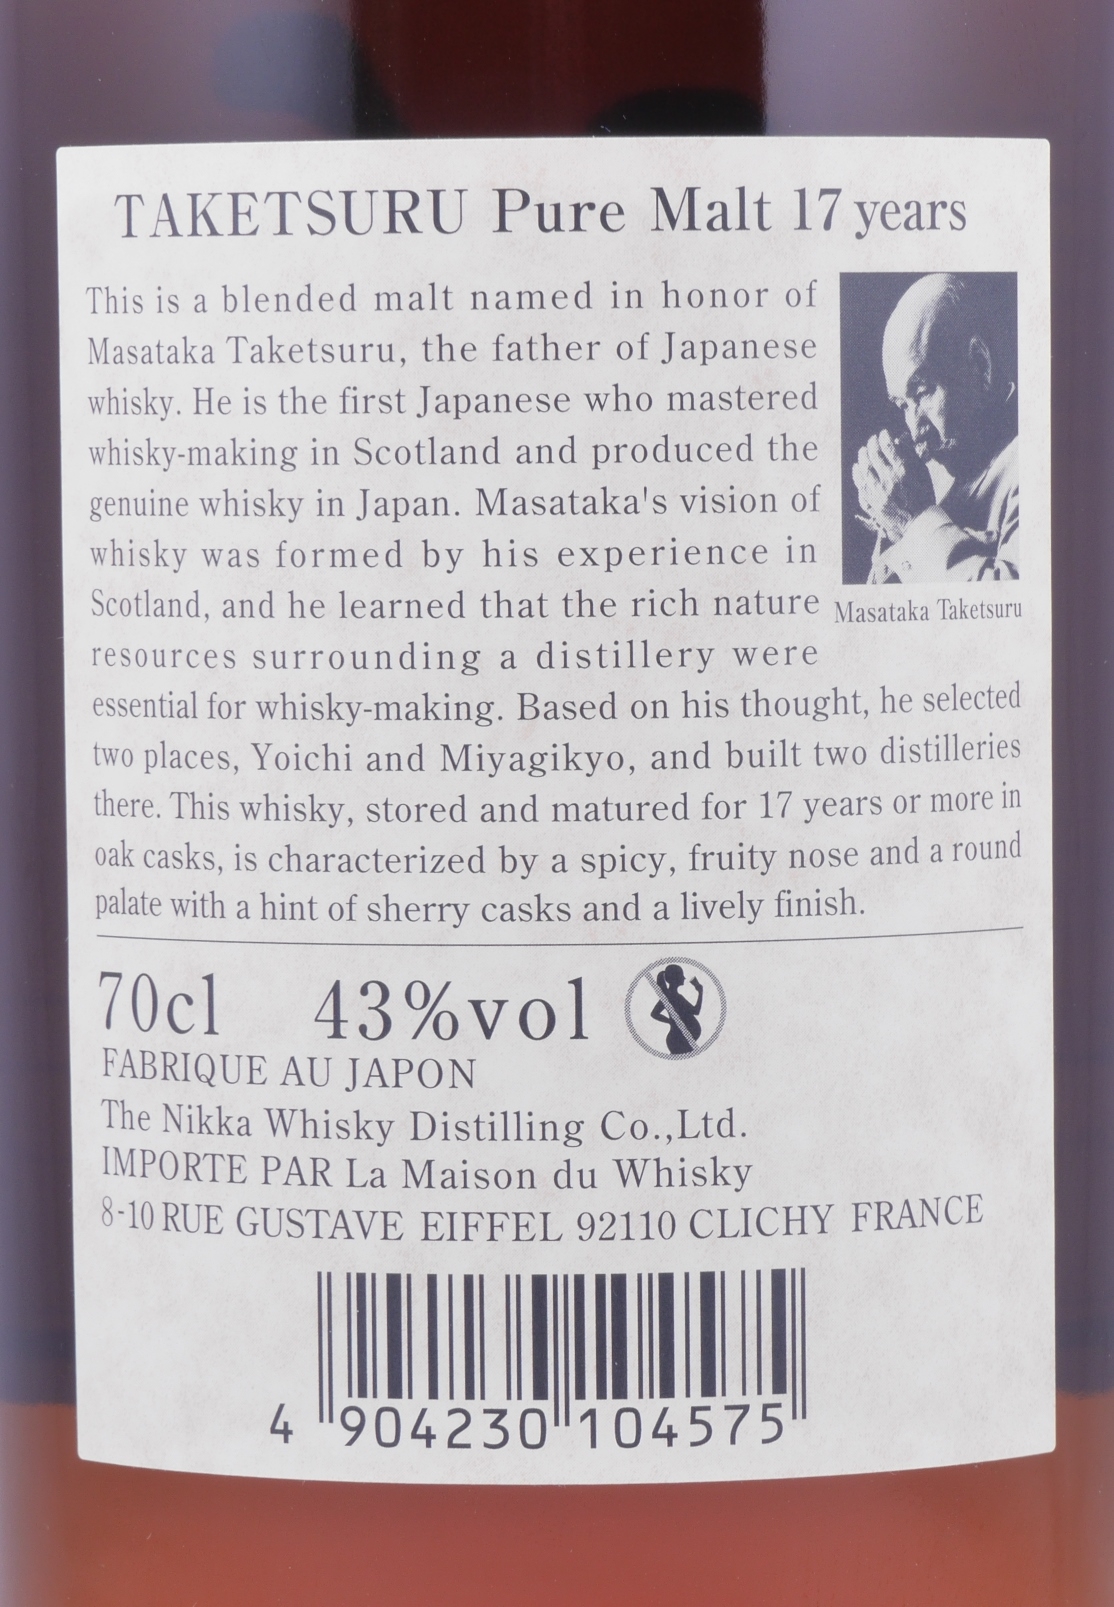 TAKETSURU Pure Malt 17 years
This is a blended malt named in honor of
Masataka Taketsuru, the father of Japanese
whisky. He is the first Japanese who mastered
whisky-making in Scotland and produced the
genuine whisky in Japan. Masataka's vision of
whisky was formed by his experience in
Scotland, and he learned that the rich nature
resources surrounding a distillery were
essential for whisky-making. Based on his thought, he selected
two places, Yoichi and Miyagikyo, and built two distilleries
there. This whisky, stored and matured for 17 years or more in
oak casks, is characterized by a spicy, fruity nose and a round
palate with a hint of sherry casks and a lively finish.
Masataka Taketsuru
70cl 43%vol
FABRIQUE AU JAPON
The Nikka Whisky Distilling Co.,Ltd.
IMPORTE PAR La Maison du Whisky
8-10 RUE GUSTAVE EIFFEL 92110 CLICHY FRANCE
4 904230 104575